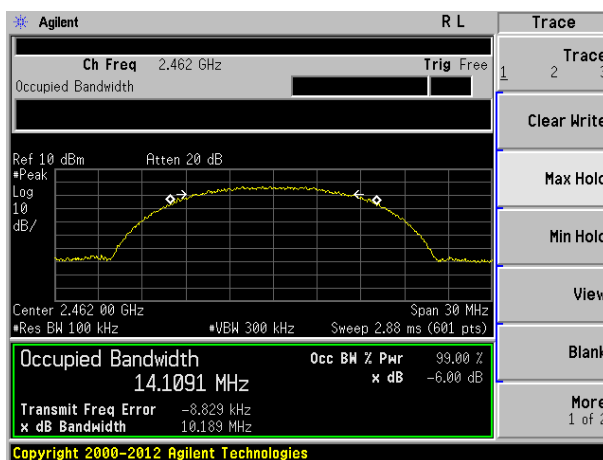 Agilent R L Trace
Ch Freq 2.462 GHz Trig Free
Occupied Bandwidth
Trace
1 2 3
Clear Write
Max Hold
Min Hold
View
Blank
More
1 of 2
Ref 10 dBm Atten 20 dB
#Peak
Log
10
dB/
Center 2.462 00 GHz Span 30 MHz
#Res BW 100 kHz #VBW 300 kHz Sweep 2.88 ms (601 pts)
Occupied Bandwidth Occ BW % Pwr 99.00 %
14.1091 MHz x dB -6.00 dB
Transmit Freq Error -8.829 kHz
x dB Bandwidth 10.189 MHz
Copyright 2000-2012 Agilent Technologies